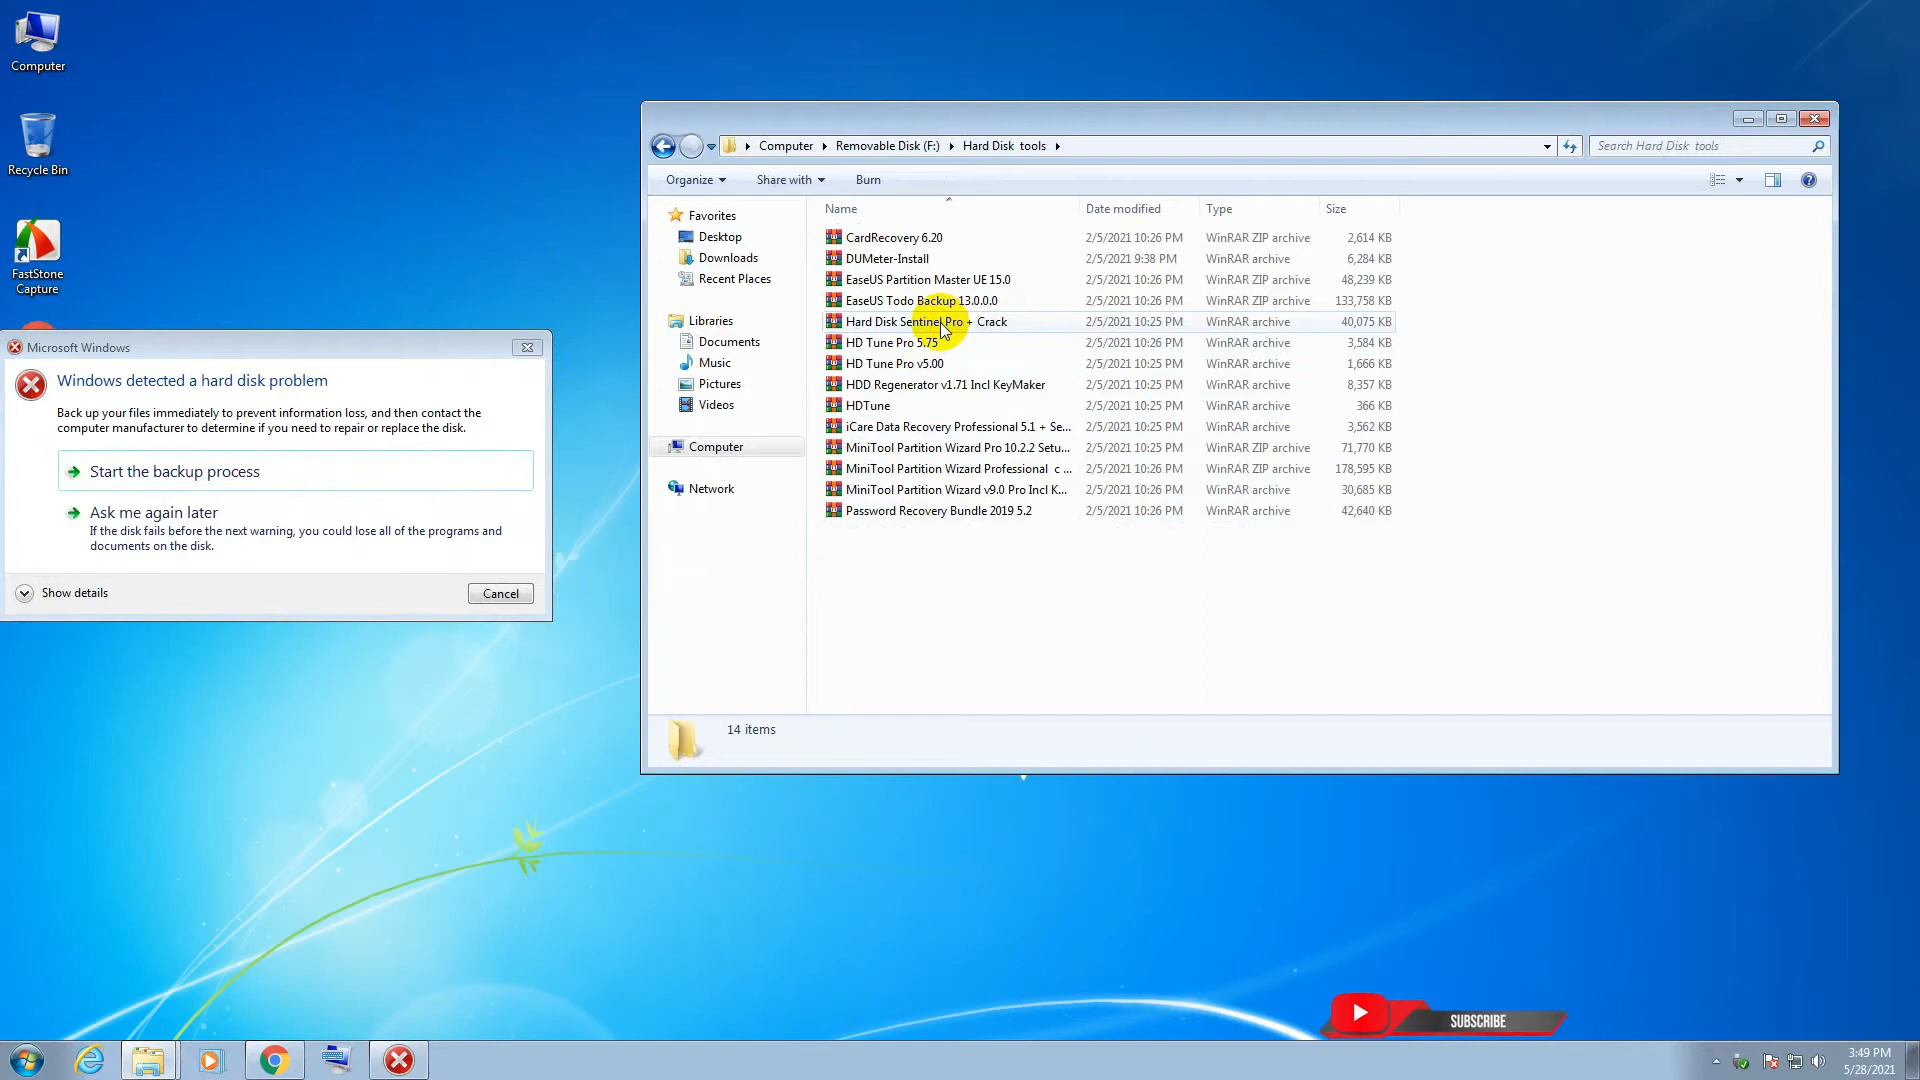 Computer
Recycle Bin
FastStone
Capture
Microsoft Windows
Windows detected a hard disk problem
Back up your files immediately to prevent information loss, and then contact the
computer manufacturer to determine if you need to repair or replace the disk.
Start the backup process
Ask me again later
If the disk fails before the next warning, you could lose all of the programs and
documents on the disk.
Show details
Cancel
Computer
Removable Disk (F:)
Hard Disk tools
Search Hard Disk tools
Organize
Share with
Burn
Favorites
Desktop
Downloads
Recent Places
Libraries
Documents
Music
Pictures
Videos
Computer
Network
Name Date modified Type Size
CardRecovery 6.20 2/5/2021 10:26 PM WinRAR ZIP archive 2,614 KB
DUMeter-Install 2/5/2021 9:38 PM WinRAR archive 6,284 KB
EaseUS Partition Master UE 15.0 2/5/2021 10:26 PM WinRAR ZIP archive 48,239 KB
EaseUS Todo Backup 13.0.0.0 2/5/2021 10:26 PM WinRAR ZIP archive 133,758 KB
Hard Disk Sentinel Pro + Crack 2/5/2021 10:25 PM WinRAR archive 40,075 KB
HD Tune Pro 5.75 2/5/2021 10:25 PM WinRAR archive 3,584 KB
HD Tune Pro v5.00 2/5/2021 10:25 PM WinRAR archive 1,666 KB
HDD Regenerator v1.71 Incl KeyMaker 2/5/2021 10:25 PM WinRAR archive 8,357 KB
HDTune 2/5/2021 10:25 PM WinRAR archive 366 KB
iCare Data Recovery Professional 5.1 + Se... 2/5/2021 10:25 PM WinRAR archive 3,562 KB
MiniTool Partition Wizard Pro 10.2.2 Setu... 2/5/2021 10:25 PM WinRAR ZIP archive 71,770 KB
MiniTool Partition Wizard Professional c ... 2/5/2021 10:26 PM WinRAR ZIP archive 178,595 KB
MiniTool Partition Wizard v9.0 Pro Incl K... 2/5/2021 10:26 PM WinRAR archive 30,685 KB
Password Recovery Bundle 2019 5.2 2/5/2021 10:26 PM WinRAR archive 42,640 KB
14 items
SUBSCRIBE
3:49 PM
5/28/2021